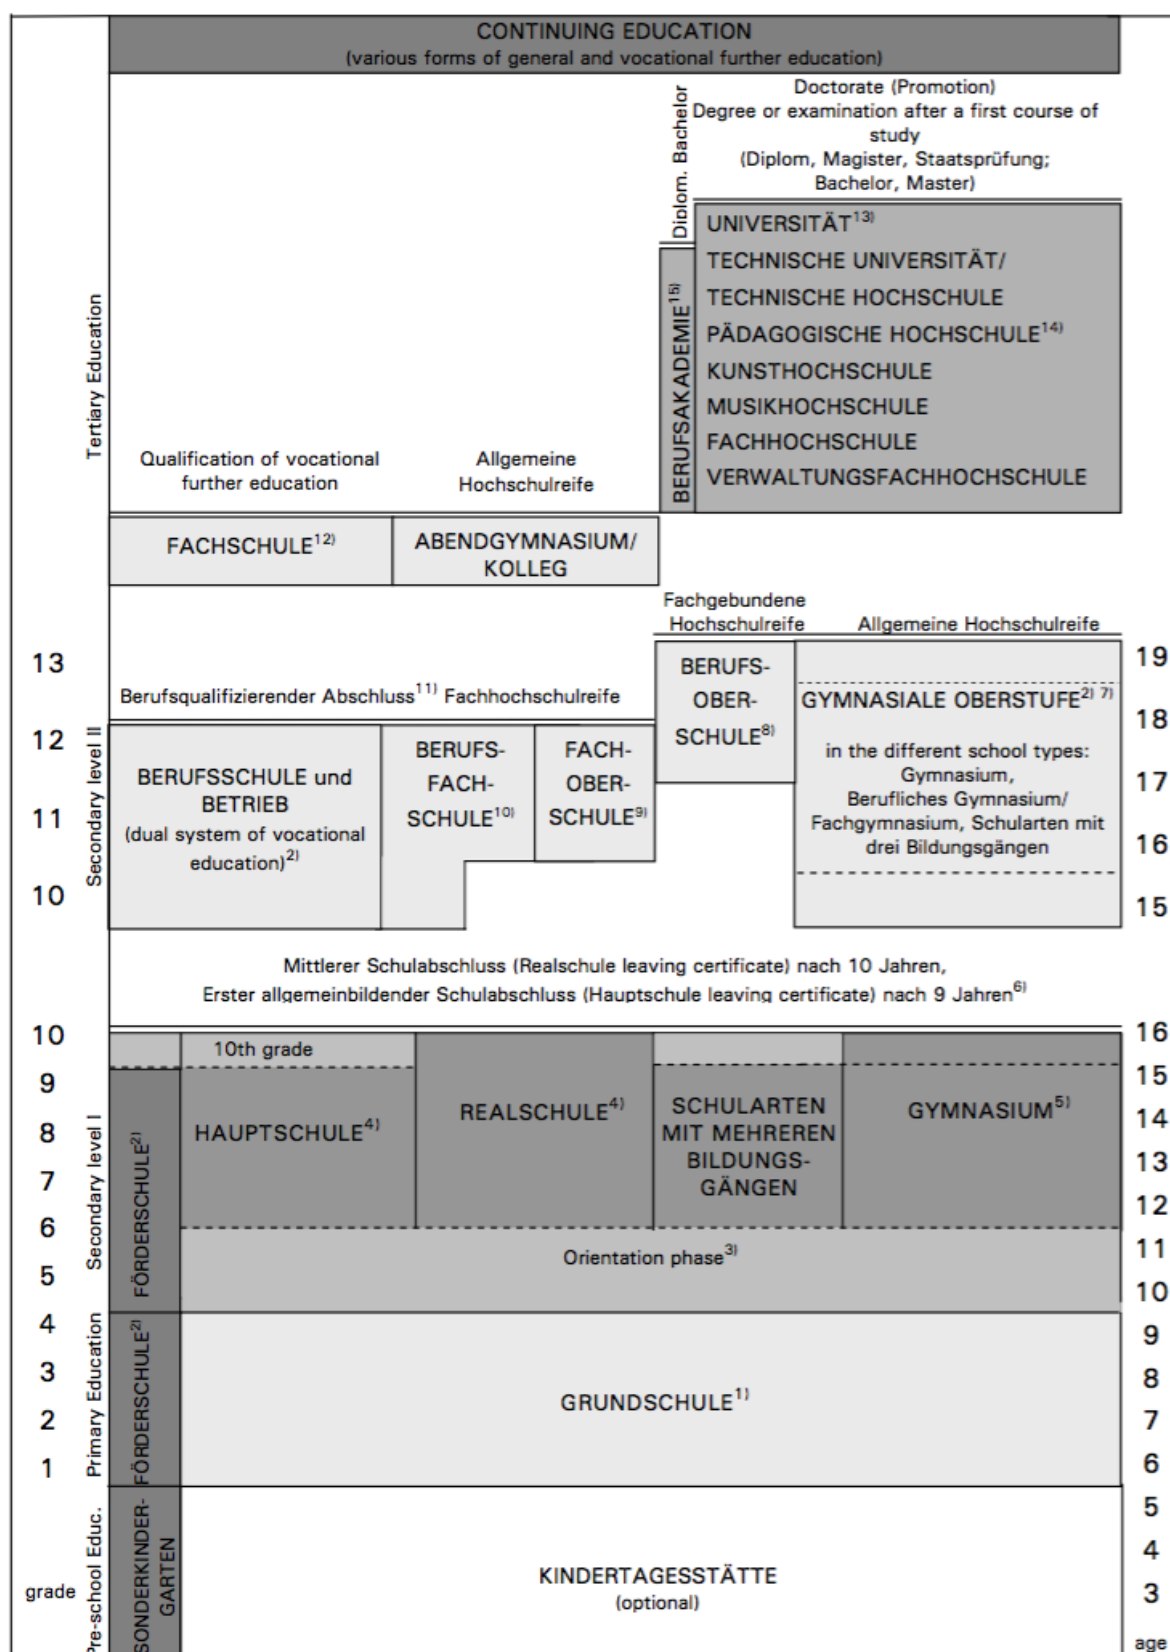 CONTINUING EDUCATION
(various forms of general and vocational further education)
Diplom. Bachelor
Doctorate (Promotion)
Degree or examination after a first course of
study
(Diplom, Magister, Staatsprüfung;
Bachelor, Master)
Tertiary Education
BERUFSAKADEMIE15)
UNIVERSITÄT13)
TECHNISCHE UNIVERSITÄT/
TECHNISCHE HOCHSCHULE
PÄDAGOGISCHE HOCHSCHULE14)
KUNSTHOCHSCHULE
MUSIKHOCHSCHULE
FACHHOCHSCHULE
VERWALTUNGSFACHHOCHSCHULE
Qualification of vocational
further education
Allgemeine
Hochschulreife
FACHSCHULE12)
ABENDGYMNASIUM/
KOLLEG
Fachgebundene
Hochschulreife
Allgemeine Hochschulreife
13
12
11
10
Secondary level II
Berufsqualifizierender Abschluss11) Fachhochschulreife
BERUFSSCHULE und
BETRIEB
(dual system of vocational
education)2)
BERUFS-
FACH-
SCHULE10)
FACH-
OBER-
SCHULE9)
BERUFS-
OBER-
SCHULE8)
GYMNASIALE OBERSTUFE2) 7)
in the different school types:
Gymnasium,
Berufliches Gymnasium/
Fachgymnasium, Schularten mit
drei Bildungsgängen
19
18
17
16
15
Mittlerer Schulabschluss (Realschule leaving certificate) nach 10 Jahren,
Erster allgemeinbildender Schulabschluss (Hauptschule leaving certificate) nach 9 Jahren6)
10
9
8
7
6
5
Secondary level I
FÖRDERSCHULE2)
10th grade
HAUPTSCHULE4)
REALSCHULE4)
SCHULARTEN
MIT MEHREREN
BILDUNGS-
GÄNGEN
GYMNASIUM5)
Orientation phase3)
16
15
14
13
12
11
10
4
3
2
1
Primary Education
FÖRDERSCHULE2)
GRUNDSCHULE1)
9
8
7
6
grade
Pre-school Educ.
SONDERKINDER-
GARTEN
KINDERTAGESSTÄTTE
(optional)
5
4
3
age